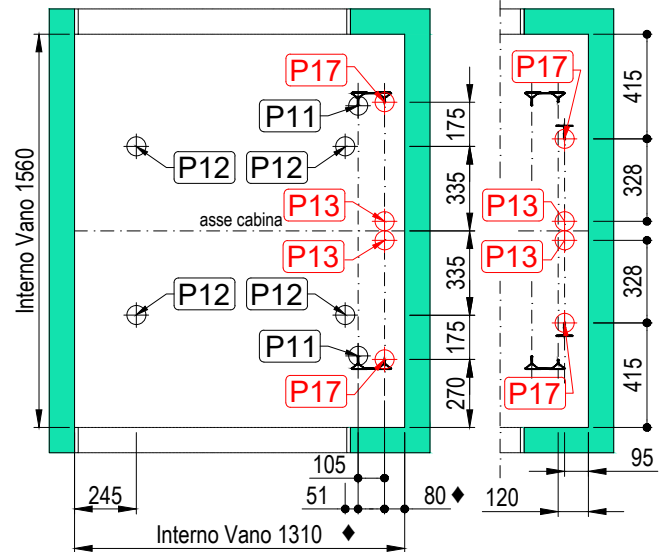 P17
P17
415
P11
175
P12
P12
335
328
P13
P13
Interno Vano 1560
asse cabina
P13
P13
335
328
P12
P12
P11
175
P17
P17
270
415
105
95
245
51
80 ♦
120
Interno Vano 1310 ♦